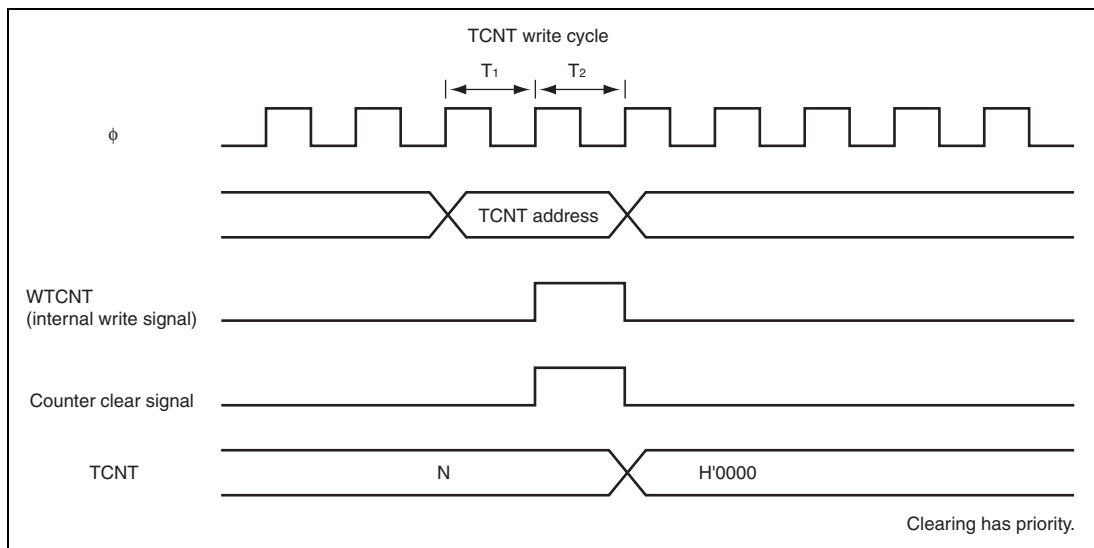 TCNT write cycle
T1 T2
ϕ
TCNT address
WTCNT
(internal write signal)
Counter clear signal
TCNT N H'0000
Clearing has priority.